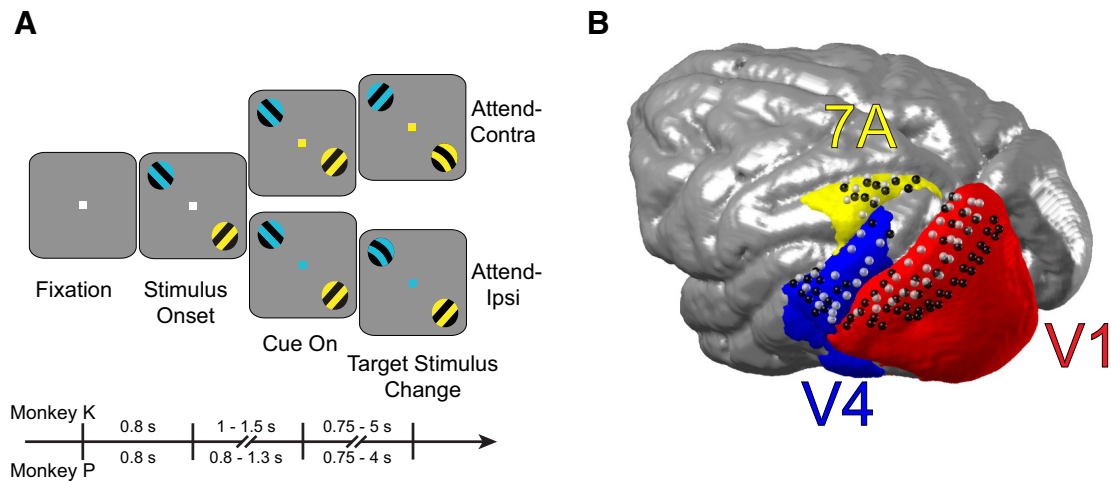 A
B
Attend-
Contra
Fixation
Stimulus
Onset
Attend-
Ipsi
Cue On
Target Stimulus
Change
Monkey K
0.8 s
1 - 1.5 s
0.75 - 5 s
0.8 s
0.8 - 1.3 s
0.75 - 4 s
Monkey P
7A
V1
V4